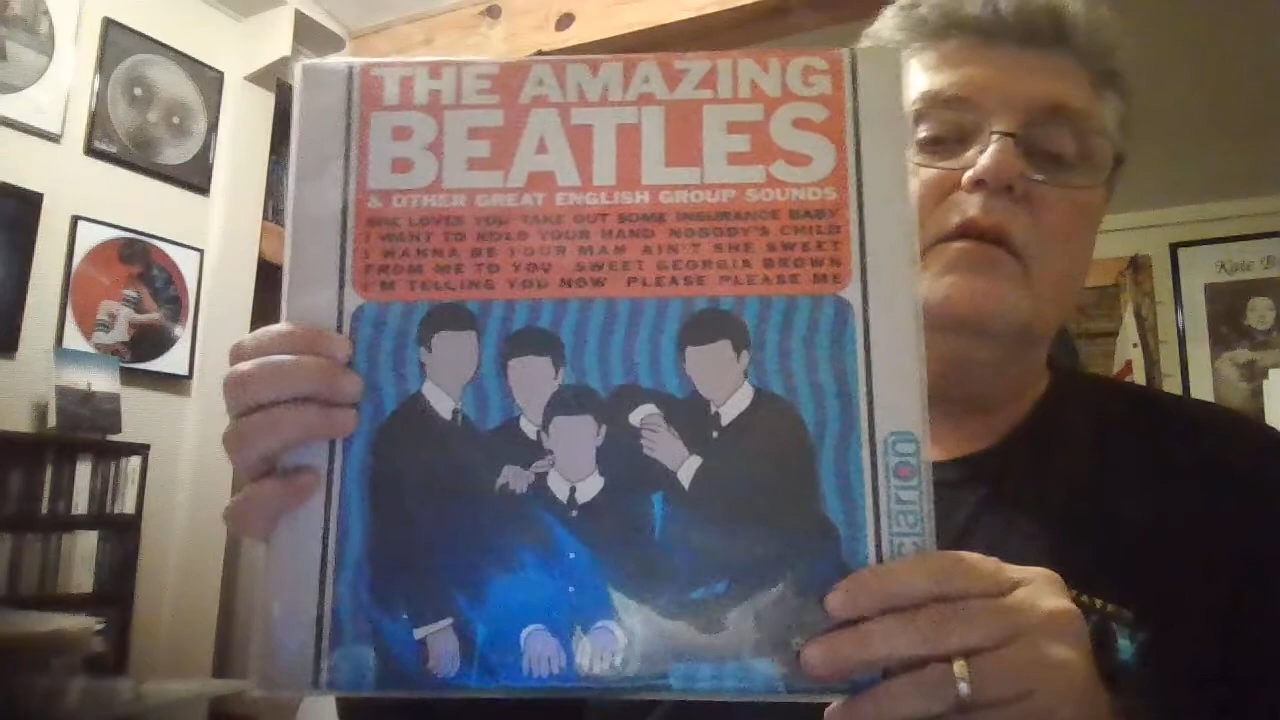 THE AMAZING
BEATLES
& OTHER GREAT ENGLISH GROUP SOUNDS
SHE LOVES YOU TAKE OUT SOME INSURANCE BABY
I WANT TO HOLD YOUR HAND NOBODY'S CHILD
I WANNA BE YOUR MAN AIN'T SHE SWEET
FROM ME TO YOU SWEET GEORGIA BROWN
I'M TELLING YOU NOW PLEASE PLEASE ME
clarion
Kate B